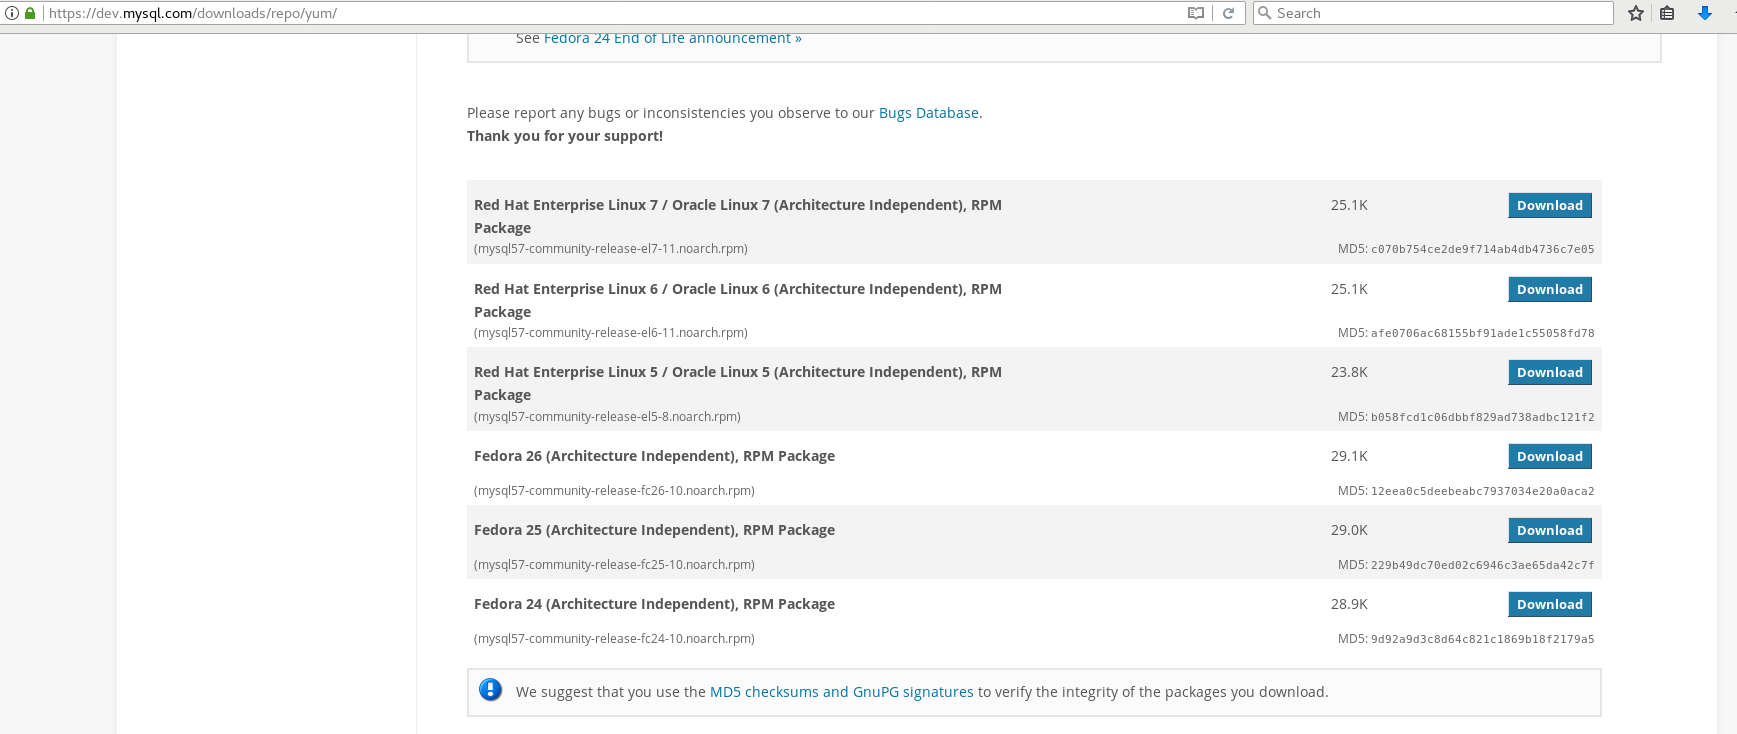 https://dev.mysql.com/downloads/repo/yum/
Search
See Fedora 24 End of Life announcement »
Please report any bugs or inconsistencies you observe to our Bugs Database.
Thank you for your support!
Red Hat Enterprise Linux 7 / Oracle Linux 7 (Architecture Independent), RPM
Package
25.1K
Download
(mysql57-community-release-el7-11.noarch.rpm)
MD5: c070b754ce2de9f714ab4db4736c7e05
Red Hat Enterprise Linux 6 / Oracle Linux 6 (Architecture Independent), RPM
Package
25.1K
Download
(mysql57-community-release-el6-11.noarch.rpm)
MD5: afe0706ac68155bf91ade1c55058fd78
Red Hat Enterprise Linux 5 / Oracle Linux 5 (Architecture Independent), RPM
Package
23.8K
Download
(mysql57-community-release-el5-8.noarch.rpm)
MD5: b058fcd1c06dbbf829ad738adbc121f2
Fedora 26 (Architecture Independent), RPM Package
29.1K
Download
(mysql57-community-release-fc26-10.noarch.rpm)
MD5: 12eea0c5deebeabc7937034e20a0aca2
Fedora 25 (Architecture Independent), RPM Package
29.0K
Download
(mysql57-community-release-fc25-10.noarch.rpm)
MD5: 229b49dc70ed02c6946c3ae65da42c7f
Fedora 24 (Architecture Independent), RPM Package
28.9K
Download
(mysql57-community-release-fc24-10.noarch.rpm)
MD5: 9d92a9d3c8d64c821c1869b18f2179a5
We suggest that you use the MD5 checksums and GnuPG signatures to verify the integrity of the packages you download.